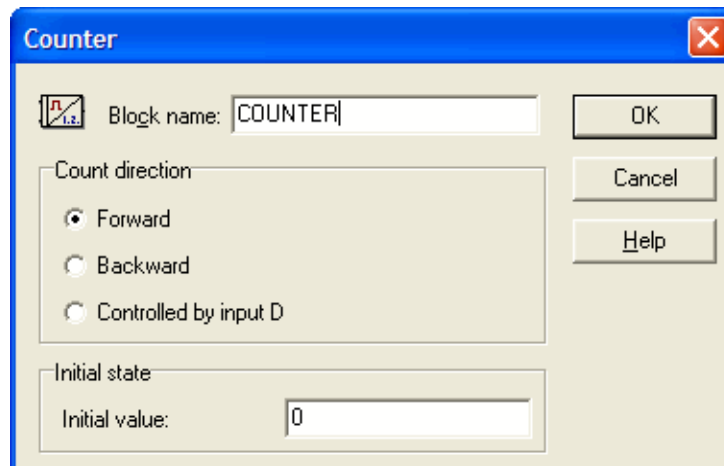 Counter
Block name: COUNTER
OK
Count direction
Cancel
Forward
Help
Backward
Controlled by input D
Initial state
Initial value: 0